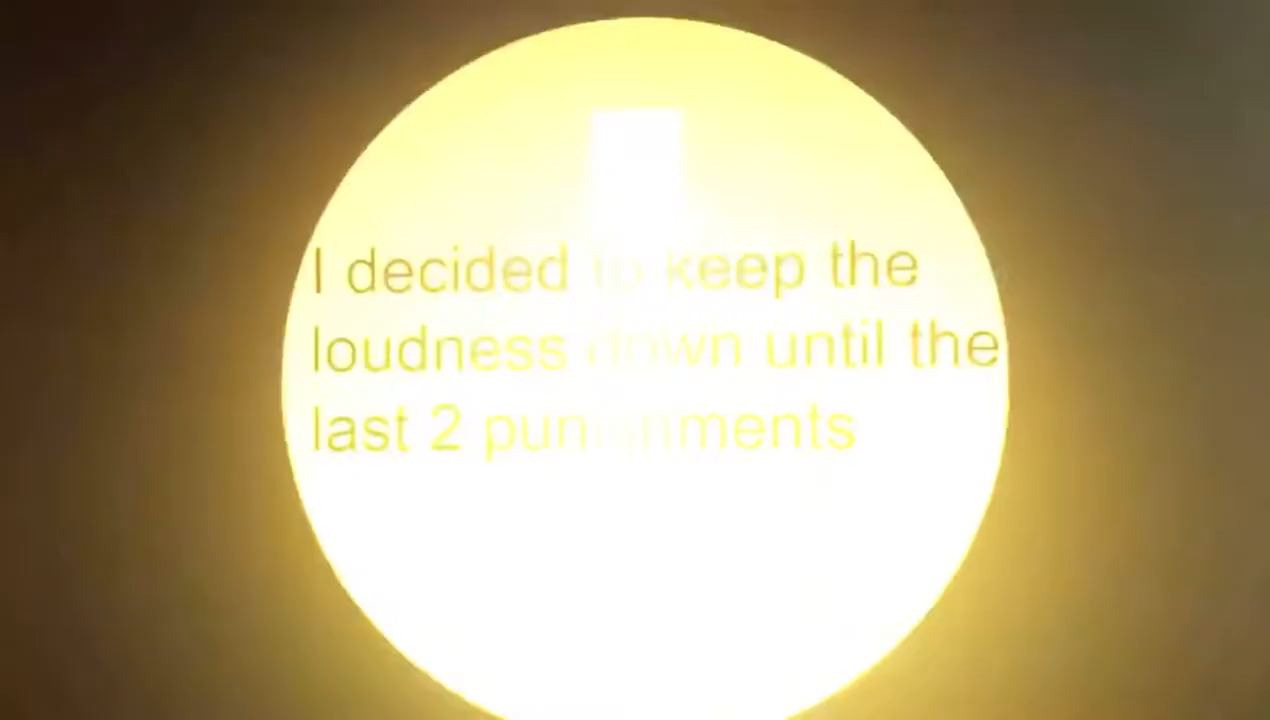 I decided to keep the
loudness down until the
last 2 punishments